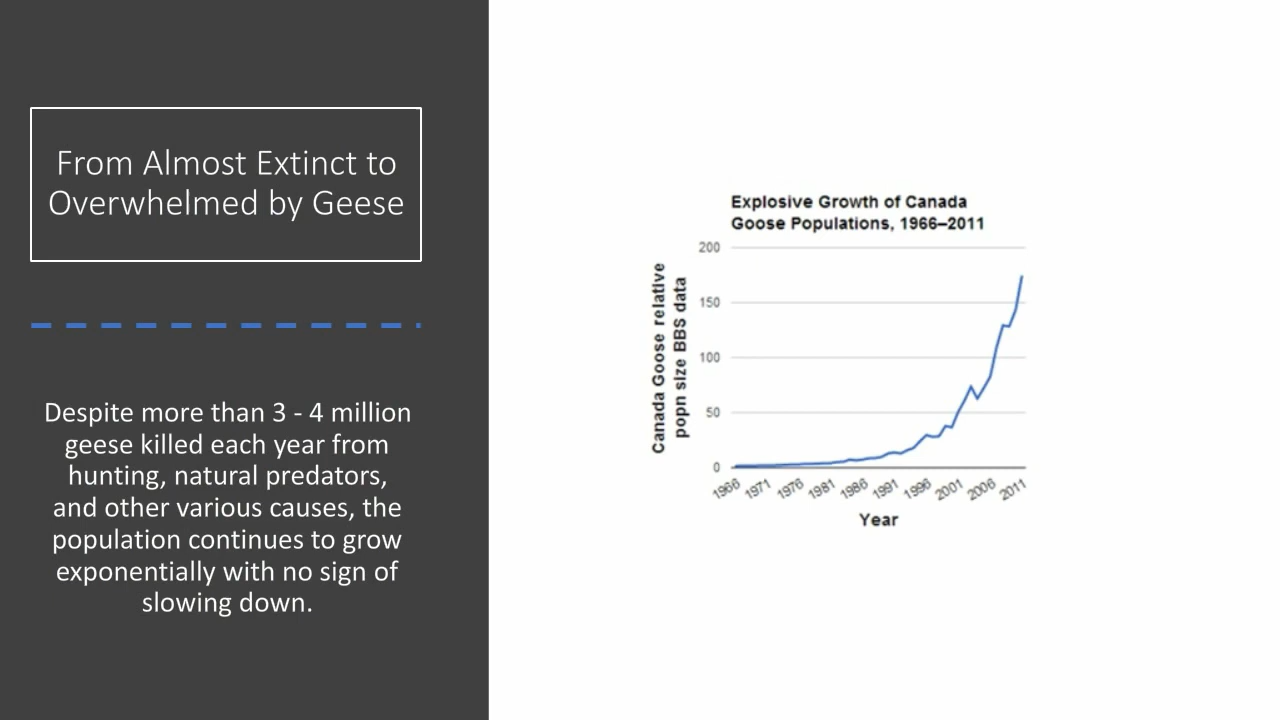 From Almost Extinct to
Overwhelmed by Geese
Despite more than 3 - 4 million
geese killed each year from
hunting, natural predators,
and other various causes, the
population continues to grow
exponentially with no sign of
slowing down.
Explosive Growth of Canada
Goose Populations, 1966–2011
Canada Goose relative
popn size BBS data
200
150
100
50
0
1966 1971 1976 1981 1986 1991 1996 2001 2006 2011
Year